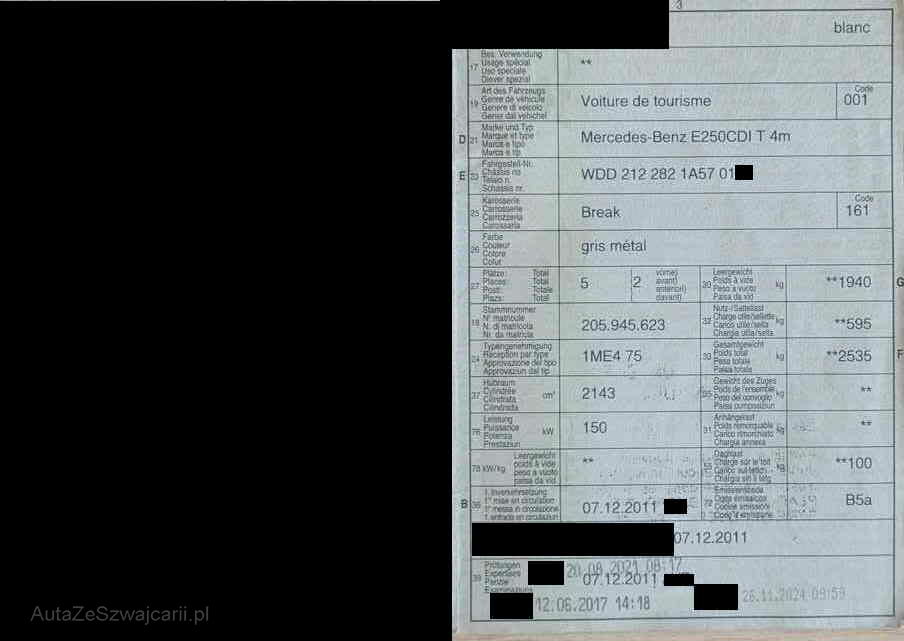 3
blanc
Bes. Verwendung
17 Usage spécial **
Uso speciale
Diever spezial
Art des Fahrzeugs Code
19 Genre de véhicule Voiture de tourisme 001
Genere di veicolo
Gener dal vehichel
Marke und Typ
D 21 Marque et type Mercedes-Benz E250CDI T 4m
Marca e tipo
Marca e tip
Fahrgestell-Nr.
E 23 Châssis no WDD 212 282 1A57 01
Telaio n.
Schassis nr.
Karosserie Code
25 Carrosserie Break 161
Carrozzeria
Carossaria
Farbe
26 Couleur gris métal
Colore
Colur
Plätze: Total vorne) Leergewicht
27 Places: Total 5 2 avant) 30 Poids à vide kg **1940 G
Posti: Totale anteriori) Peso a vuoto
Plazs: Total davant) Paisa da vid
Stammnummer Nutz-/Sattellast
18 N° matricule 205.945.623 32 Charge utile/sellette kg **595
N. di matricola Carico utile/sella
Nr. da matricla Chargia utila/sella
Typengenehmigung Gesamtgewicht
24 Réception par type 1ME4 75 33 Poids total kg **2535 F
Approvazione del tipo Peso totale
Approvaziun dal tip Paisa totala
Hubraum Gewicht des Zuges
37 Cylindrée cm³ 2143 35 Poids de l'ensemble kg **
Cilindrata Peso del convoglio
Cilindrada Paisa cumposiziun
Leistung Anhängelast
76 Puissance kW 150 31 Poids remorquable kg **
Potenza Carico rimorchiato
Prestaziun Chargia annexa
Leergewicht Dachlast
78 kW/kg poids à vide ** 55 Charge sur le toit kg **100
peso a vuoto Carico sul tetto
paisa da vid Chargia sin il tetg
1. Inverkehrsetzung Emissionscode
B 36 1re mise en circulation 07.12.2011 72 Code émissions B5a
1a messa in circolazione Codice emissioni
1. entrada en circulaziun Code d'emissiuns
07.12.2011
Prüfungen
39 Expertises 20.08.2021 08:17
Perizie 07.12.2011
Examinaziuns
12.06.2017 14:18 26.11.2024 09:59
AutaZeSzwajcarii.pl